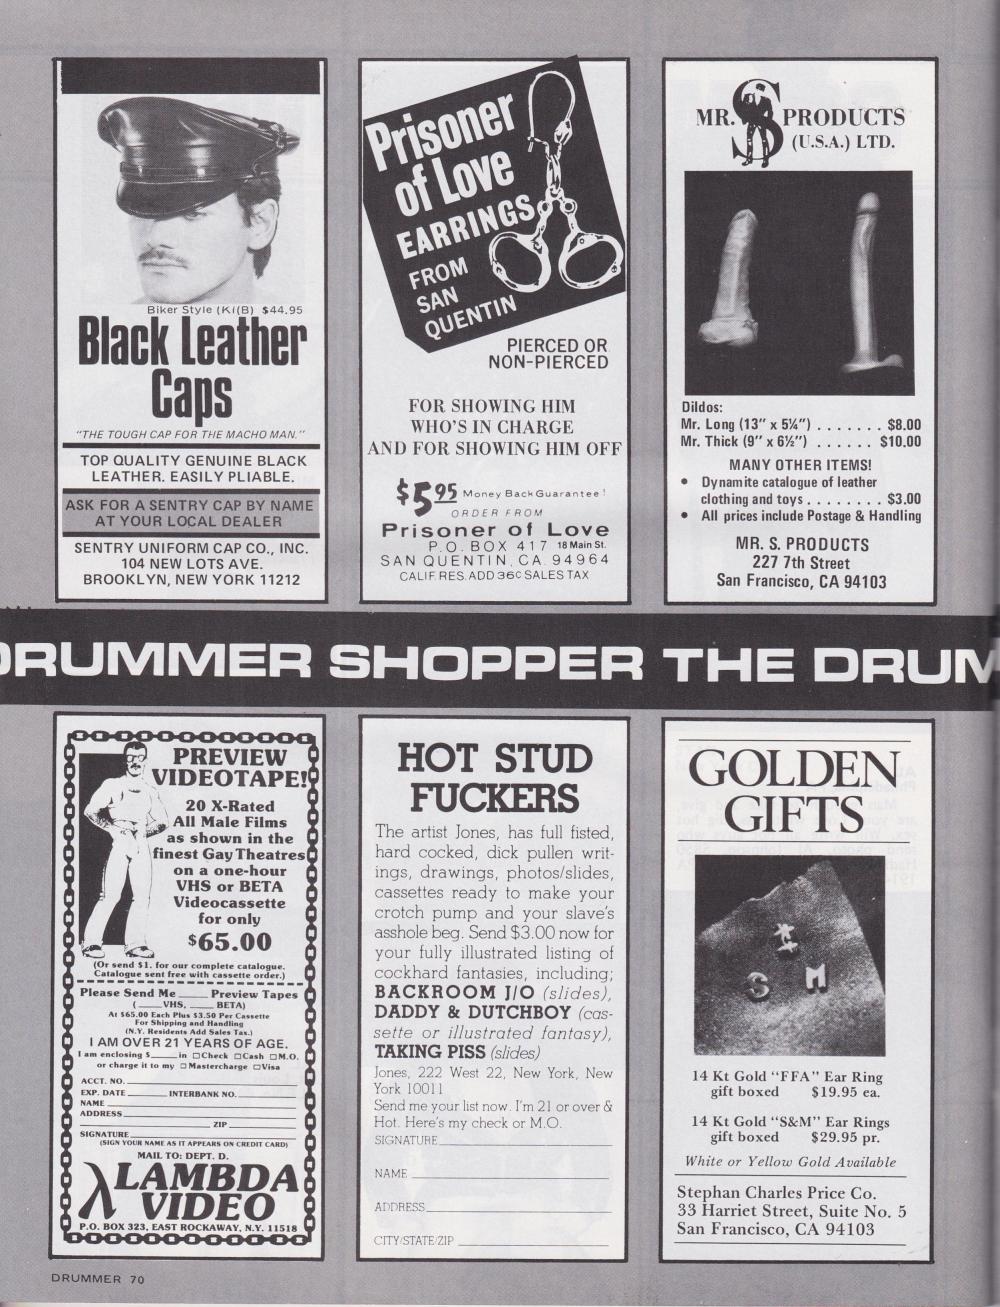 Biker Style (Ki(B) $44.95
Black Leather
Caps
"THE TOUGH CAP FOR THE MACHO MAN."
TOP QUALITY GENUINE BLACK
LEATHER. EASILY PLIABLE.
ASK FOR A SENTRY CAP BY NAME
AT YOUR LOCAL DEALER
SENTRY UNIFORM CAP CO., INC.
104 NEW LOTS AVE.
BROOKLYN, NEW YORK 11212
Prisoner
of Love
EARRINGS
FROM
SAN
QUENTIN
PIERCED OR
NON-PIERCED
FOR SHOWING HIM
WHO'S IN CHARGE
AND FOR SHOWING HIM OFF
$5.95 Money Back Guarantee!
ORDER FROM
Prisoner of Love
P.O. BOX 417 18 Main St.
SAN QUENTIN, CA. 94964
CALIF. RES. ADD 36¢ SALES TAX
MR. S PRODUCTS
(U.S.A.) LTD.
Dildos:
Mr. Long (13" x 5¼") . . . . . . . $8.00
Mr. Thick (9" x 6½") . . . . . . $10.00
MANY OTHER ITEMS!
• Dynamite catalogue of leather
clothing and toys . . . . . . . . $3.00
• All prices include Postage & Handling
MR. S. PRODUCTS
227 7th Street
San Francisco, CA 94103
DRUMMER SHOPPER THE DRUM
PREVIEW
VIDEOTAPE!
20 X-Rated
All Male Films
as shown in the
finest Gay Theatres
on a one-hour
VHS or BETA
Videocassette
for only
$65.00
(Or send $1. for our complete catalogue.
Catalogue sent free with cassette order.)
Please Send Me ____ Preview Tapes
( ____ VHS, ____ BETA)
At $65.00 Each Plus $3.50 Per Cassette
For Shipping and Handling
(N.Y. Residents Add Sales Tax.)
I AM OVER 21 YEARS OF AGE.
I am enclosing $____ in □Check □Cash □M.O.
or charge it to my □Mastercharge □Visa
ACCT. NO.
EXP. DATE ____ INTERBANK NO.
NAME
ADDRESS
ZIP
SIGNATURE
(SIGN YOUR NAME AS IT APPEARS ON CREDIT CARD)
MAIL TO: DEPT. D.
λ LAMBDA
VIDEO
P.O. BOX 323, EAST ROCKAWAY, N.Y. 11518
HOT STUD
FUCKERS
The artist Jones, has full fisted,
hard cocked, dick pullen writ-
ings, drawings, photos/slides,
cassettes ready to make your
crotch pump and your slave's
asshole beg. Send $3.00 now for
your fully illustrated listing of
cockhard fantasies, including;
BACKROOM J/O (slides),
DADDY & DUTCHBOY (cas-
sette or illustrated fantasy),
TAKING PISS (slides)
Jones, 222 West 22, New York, New
York 10011
Send me your list now. I'm 21 or over &
Hot. Here's my check or M.O.
SIGNATURE
NAME
ADDRESS
CITY/STATE/ZIP
GOLDEN
GIFTS
S
M
14 Kt Gold "FFA" Ear Ring
gift boxed $19.95 ea.
14 Kt Gold "S&M" Ear Rings
gift boxed $29.95 pr.
White or Yellow Gold Available
Stephan Charles Price Co.
33 Harriet Street, Suite No. 5
San Francisco, CA 94103
DRUMMER 70